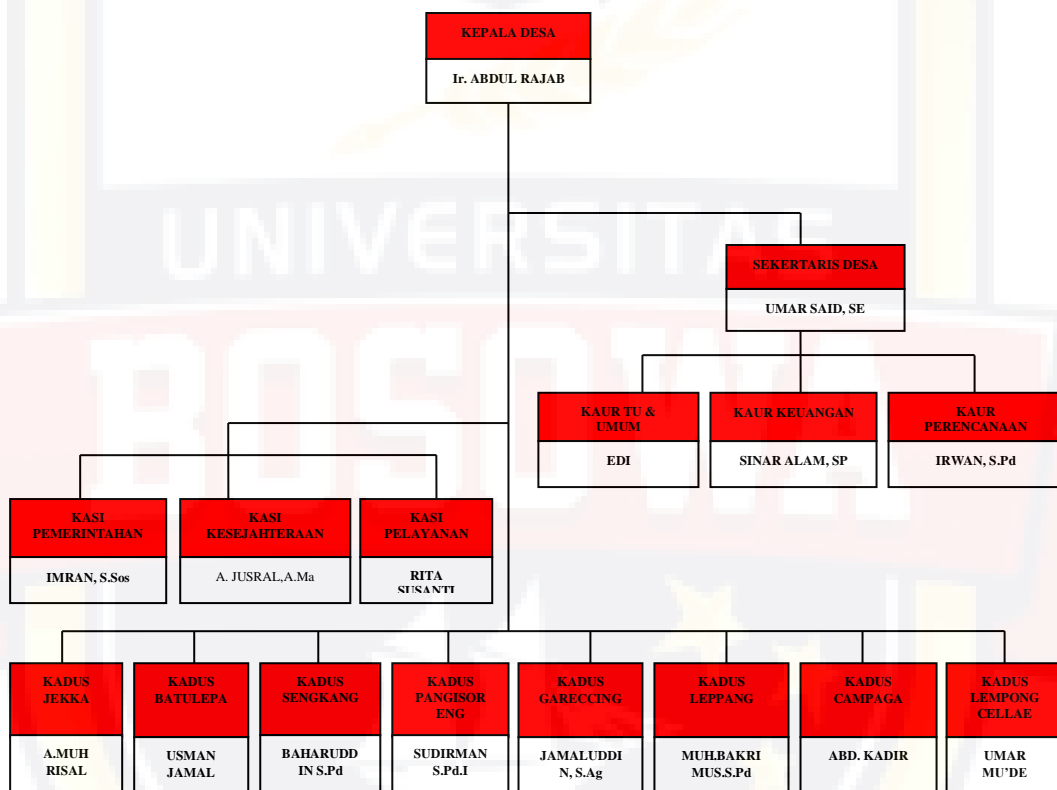 KEPALA DESA
Ir. ABDUL RAJAB
UNIVERSITAS
SEKERTARIS DESA
UMAR SAID, SE
BOSOWA
KAUR TU &
UMUM
EDI
KAUR KEUANGAN
SINAR ALAM, SP
KAUR
PERENCANAAN
IRWAN, S.Pd
KASI
PEMERINTAHAN
IMRAN, S.Sos
KASI
KESEJAHTERAAN
A. JUSRAL,A.Ma
KASI
PELAYANAN
RITA
SUSANTI
KADUS
JEKKA
A.MUH
RISAL
KADUS
BATULEPA
USMAN
JAMAL
KADUS
SENGKANG
BAHARUDD
IN S.Pd
KADUS
PANGISOR
ENG
SUDIRMAN
S.Pd.I
KADUS
GARECCING
JAMALUDDI
N, S.Ag
KADUS
LEPPANG
MUH.BAKRI
MUS.S.Pd
KADUS
CAMPAGA
ABD. KADIR
KADUS
LEMPONG
CELLAE
UMAR
MU’DE